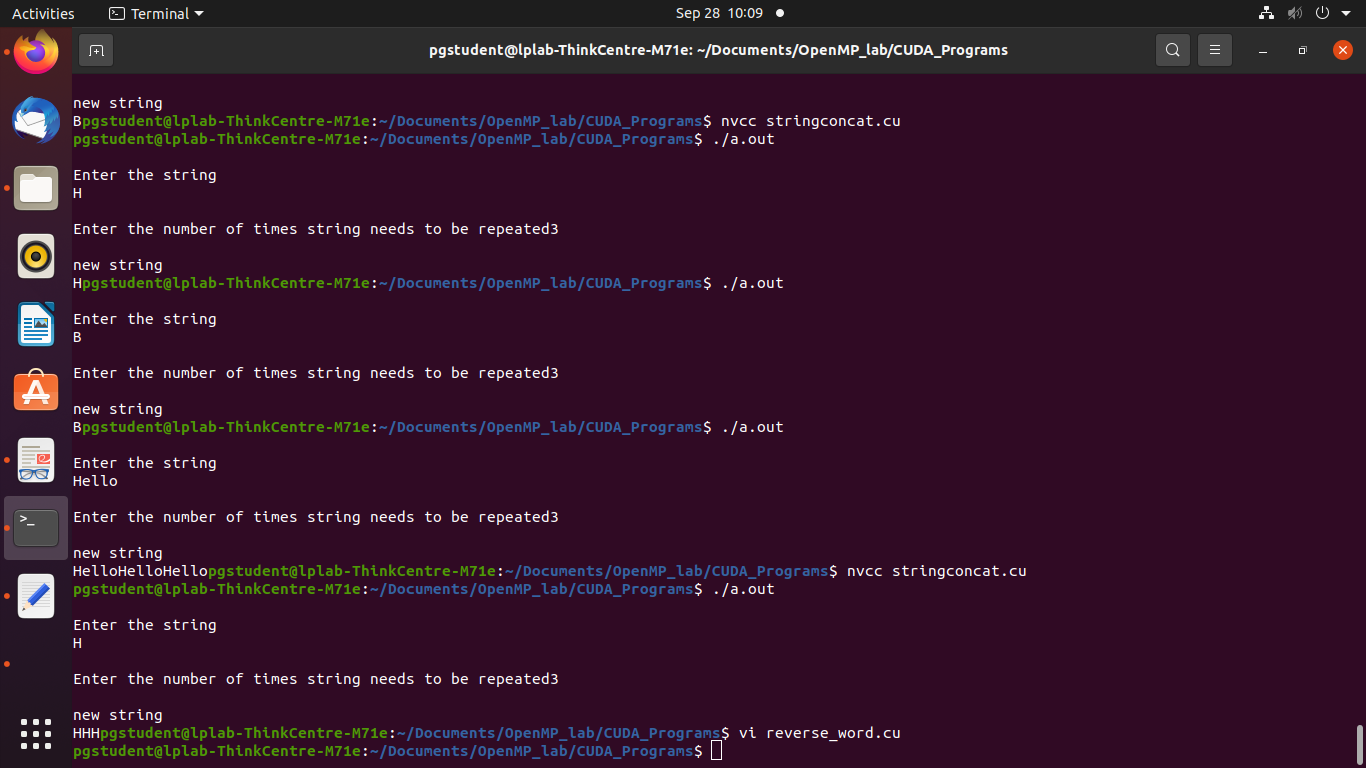 Activities
Terminal
Sep 28 10:09
pgstudent@lplab-ThinkCentre-M71e: ~/Documents/OpenMP_lab/CUDA_Programs
new string
Bpgstudent@lplab-ThinkCentre-M71e:~/Documents/OpenMP_lab/CUDA_Programs$ nvcc stringconcat.cu
pgstudent@lplab-ThinkCentre-M71e:~/Documents/OpenMP_lab/CUDA_Programs$ ./a.out
Enter the string
H
Enter the number of times string needs to be repeated3
new string
Hpgstudent@lplab-ThinkCentre-M71e:~/Documents/OpenMP_lab/CUDA_Programs$ ./a.out
Enter the string
B
Enter the number of times string needs to be repeated3
new string
Bpgstudent@lplab-ThinkCentre-M71e:~/Documents/OpenMP_lab/CUDA_Programs$ ./a.out
Enter the string
Hello
Enter the number of times string needs to be repeated3
new string
HelloHelloHellopgstudent@lplab-ThinkCentre-M71e:~/Documents/OpenMP_lab/CUDA_Programs$ nvcc stringconcat.cu
pgstudent@lplab-ThinkCentre-M71e:~/Documents/OpenMP_lab/CUDA_Programs$ ./a.out
Enter the string
H
Enter the number of times string needs to be repeated3
new string
HHHpgstudent@lplab-ThinkCentre-M71e:~/Documents/OpenMP_lab/CUDA_Programs$ vi reverse_word.cu
pgstudent@lplab-ThinkCentre-M71e:~/Documents/OpenMP_lab/CUDA_Programs$